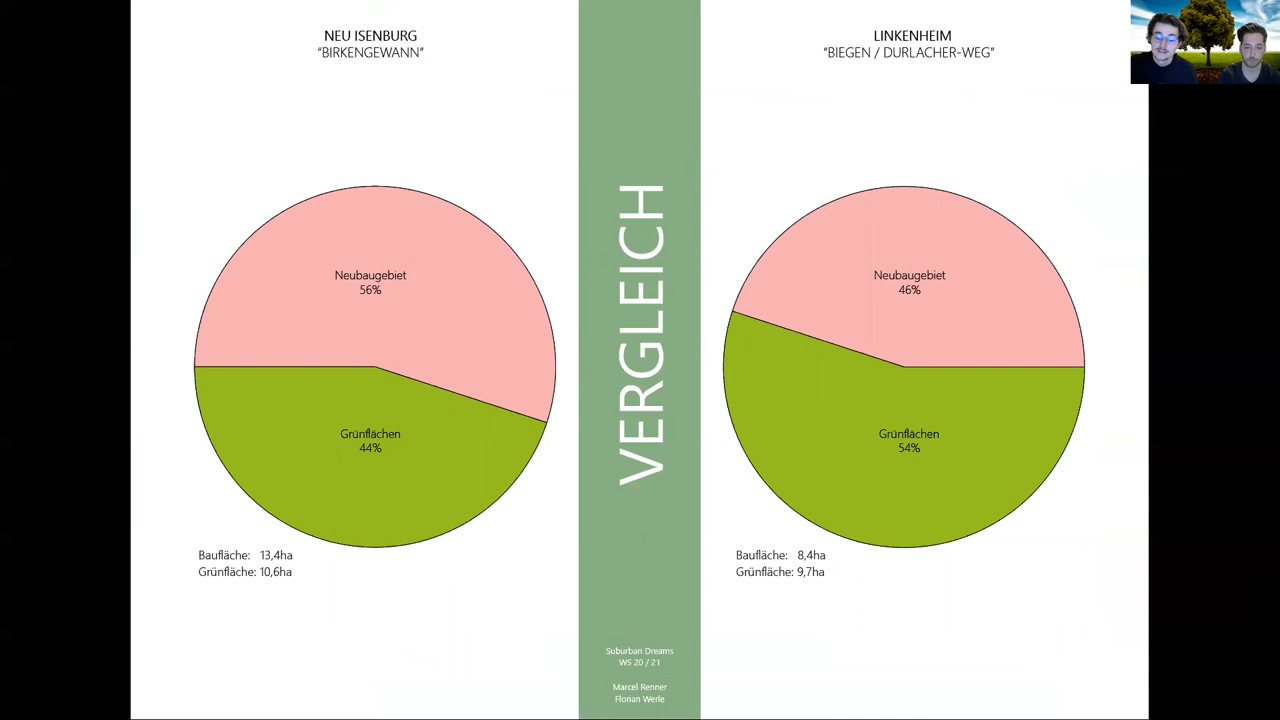 NEU ISENBURG
“BIRKENGEWANN”
Neubaugebiet
56%
Grünflächen
44%
Baufläche: 13,4ha
Grünfläche: 10,6ha
VERGLEICH
Suburban Dreams
WS 20 / 21
Marcel Renner
Florian Werle
LINKENHEIM
“BIEGEN / DURLACHER-WEG”
Neubaugebiet
46%
Grünflächen
54%
Baufläche: 8,4ha
Grünfläche: 9,7ha